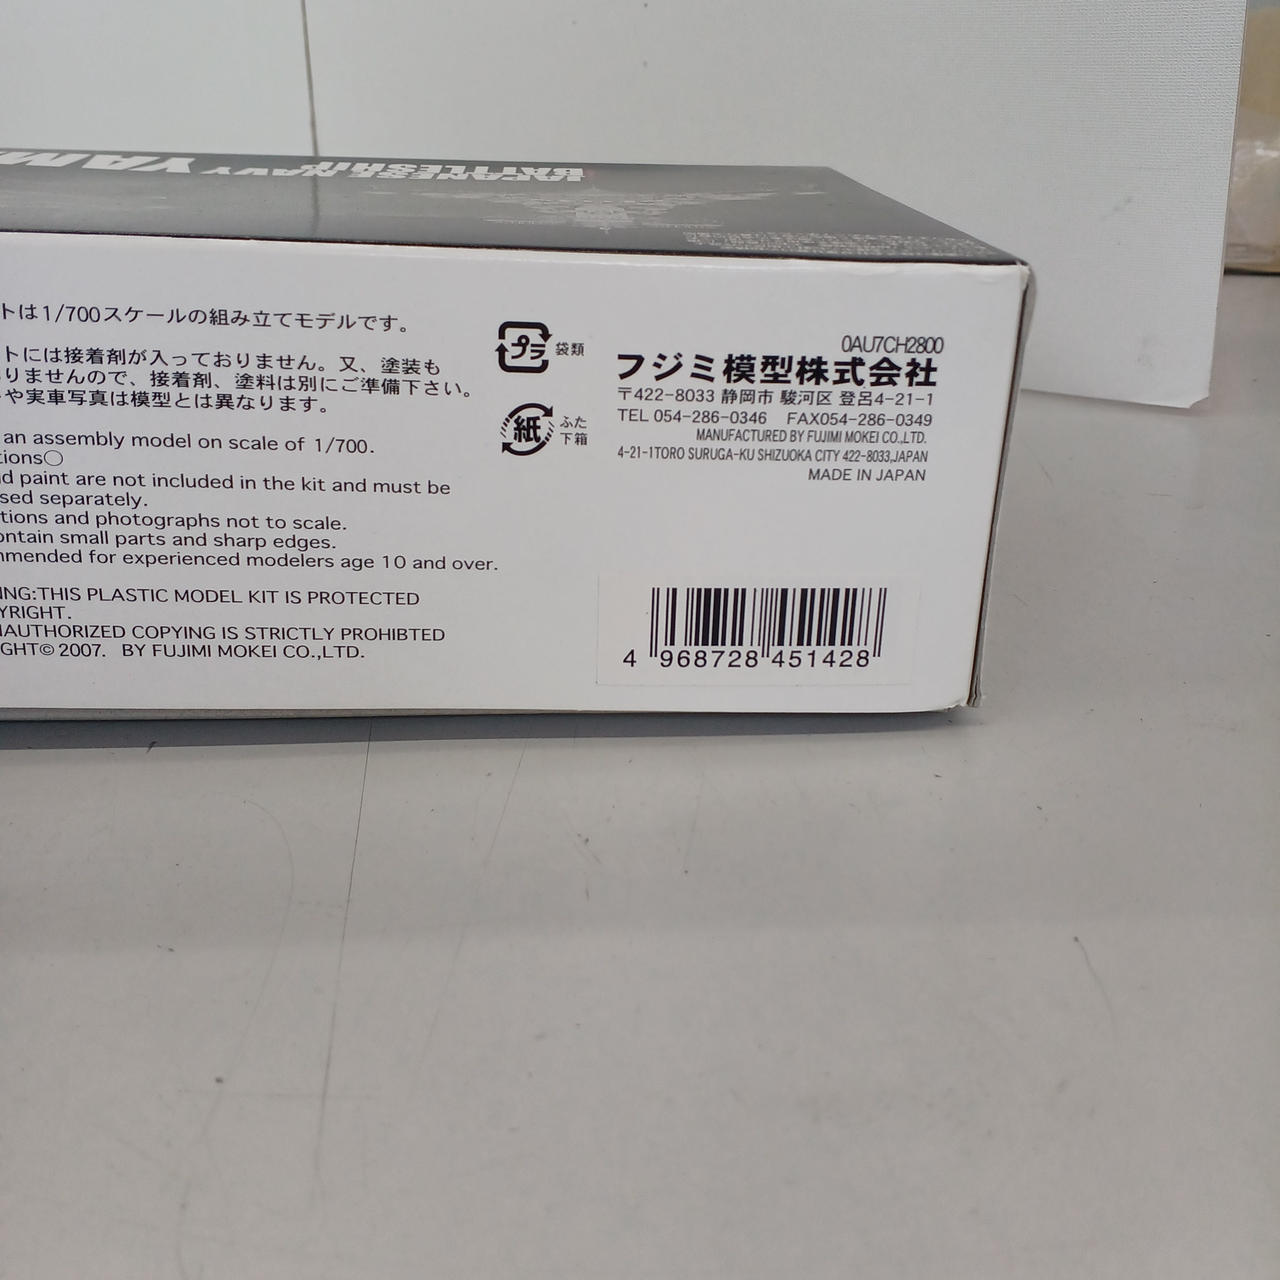 JAPANESE NAVY YAM
BATTLESHIP
トは1/700スケールの組み立てモデルです。
トには接着剤が入っておりません。又、塗装も
りませんので、接着剤、塗料は別にご準備下さい。
や実車写真は模型とは異なります。
an assembly model on scale of 1/700.
tions○
d paint are not included in the kit and must be
sed separately.
tions and photographs not to scale.
ontain small parts and sharp edges.
mmended for experienced modelers age 10 and over.
ING:THIS PLASTIC MODEL KIT IS PROTECTED
YRIGHT.
AUTHORIZED COPYING IS STRICTLY PROHIBTED
GHT©2007. BY FUJIMI MOKEI CO.,LTD.
プラ 袋類
紙 ふた
下箱
0AU7CH2800
フジミ模型株式会社
〒422-8033 静岡市 駿河区 登呂4-21-1
TEL 054-286-0346 FAX054-286-0349
MANUFACTURED BY FUJIMI MOKEI CO.,LTD.
4-21-1TORO SURUGA-KU SHIZUOKA CITY 422-8033,JAPAN
MADE IN JAPAN
4 968728 451428